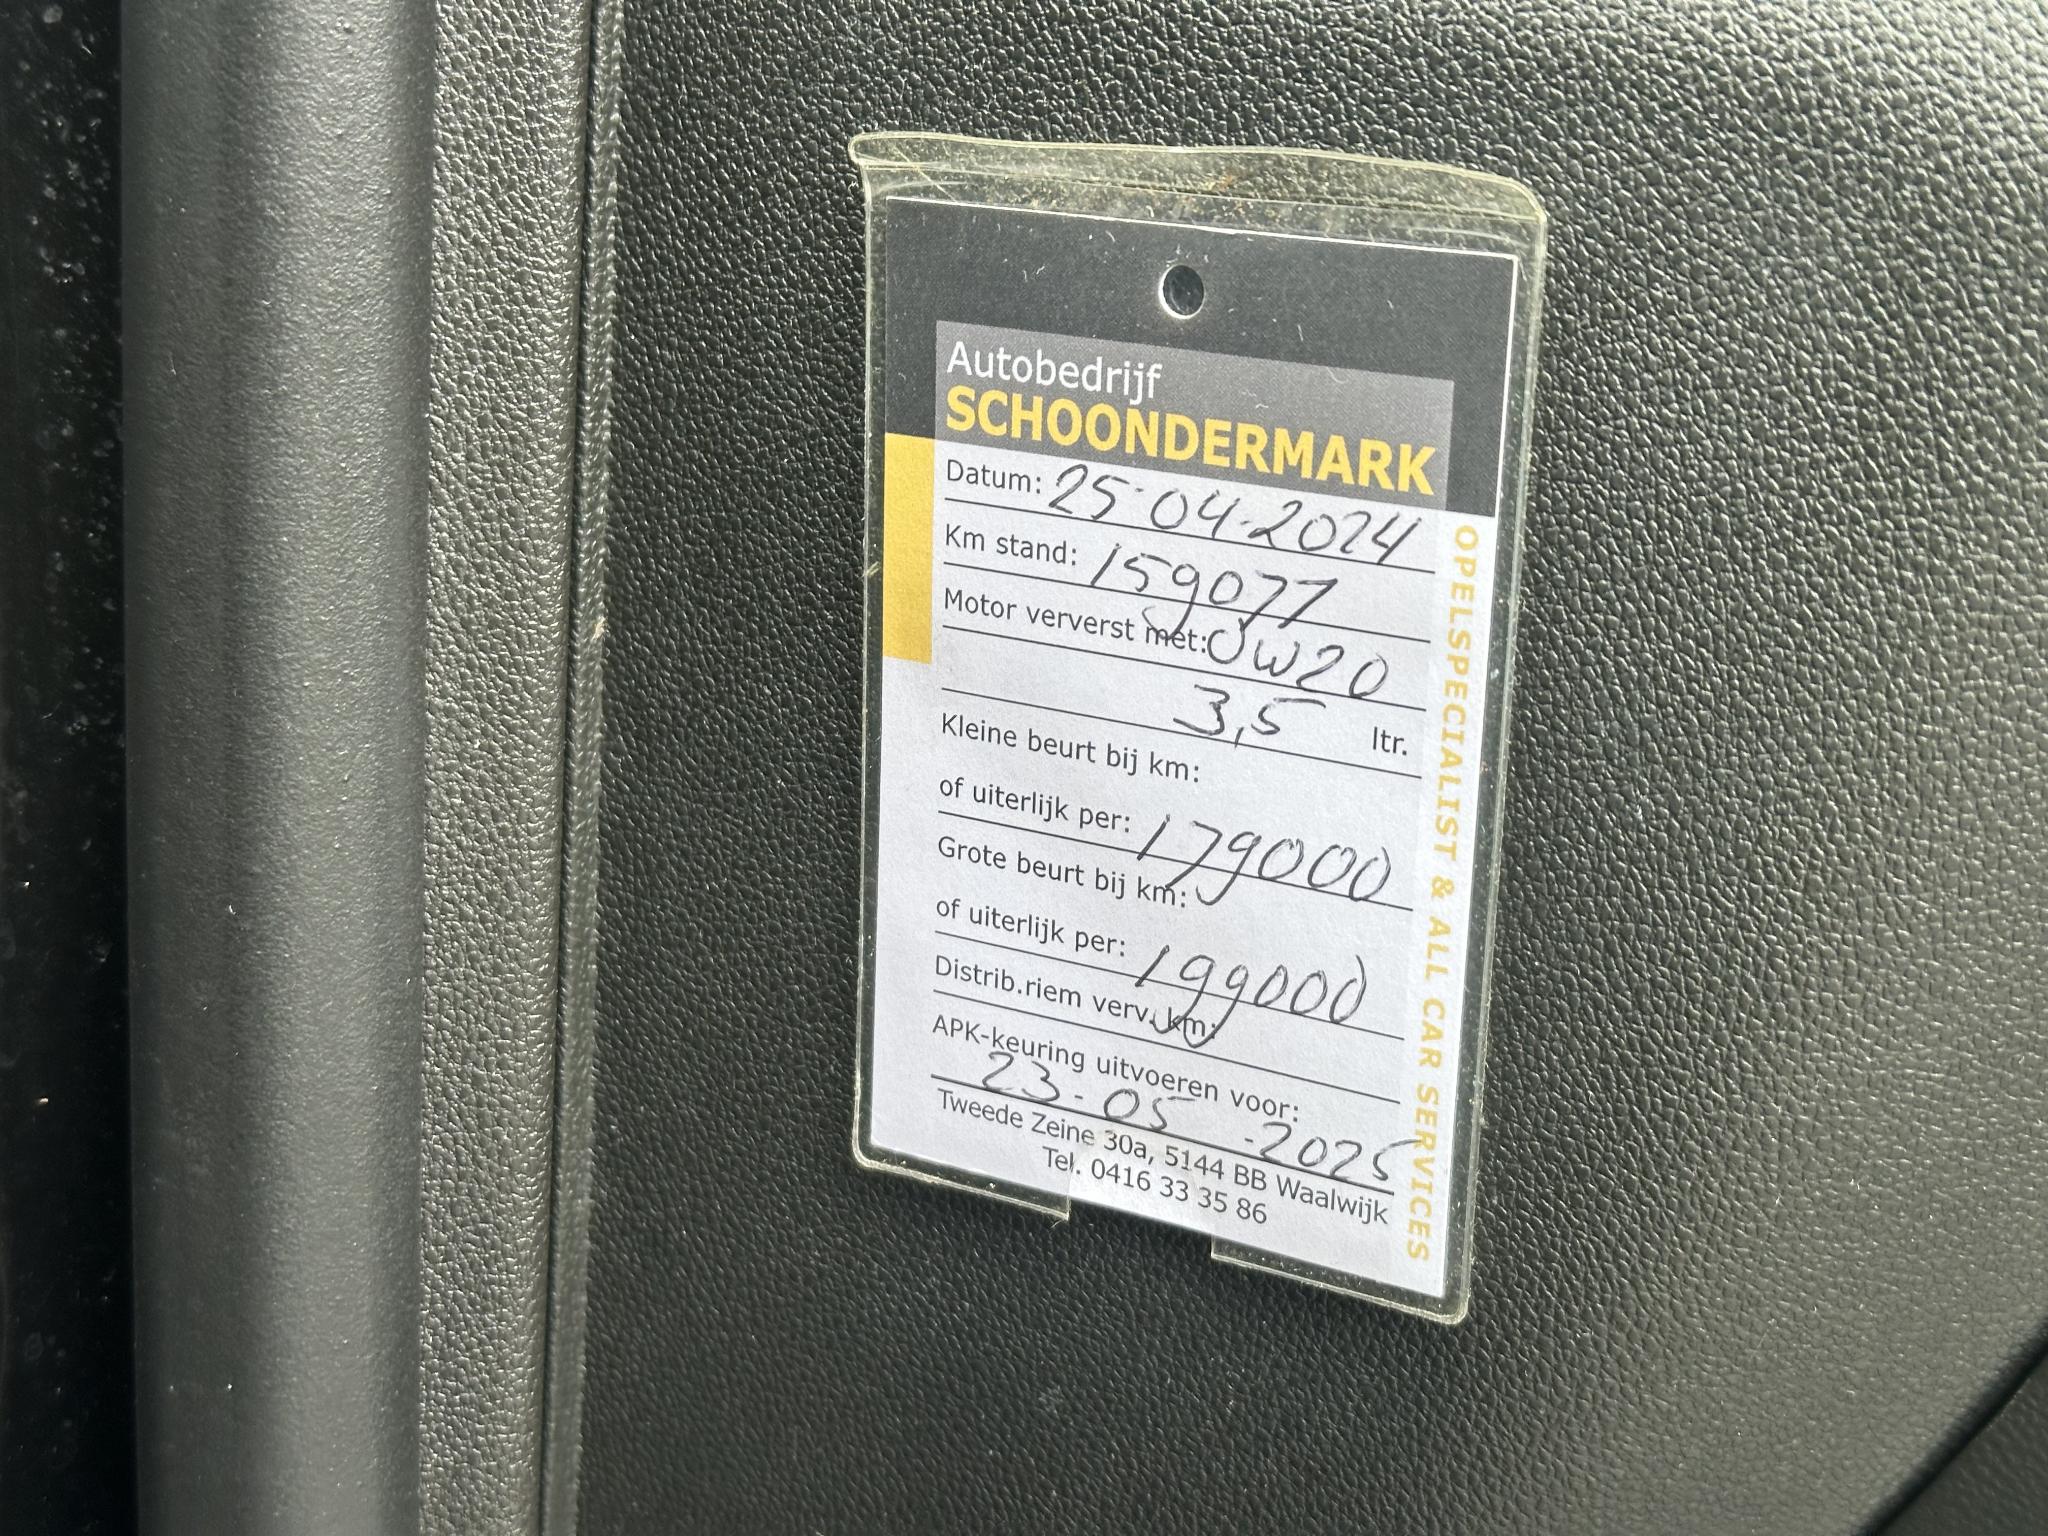 Autobedrijf
SCHOONDERMARK
Datum: 25-04-2024
Km stand: 159077
Motor ververst met: 0W20
3,5 ltr.
Kleine beurt bij km:
of uiterlijk per: 179000
Grote beurt bij km:
of uiterlijk per: 199000
Distrib.riem verv. km:
APK-keuring uitvoeren voor:
23-05-2025
Tweede Zeine 30a, 5144 BB Waalwijk
Tel. 0416 33 35 86
OPELSPECIALIST & ALL CAR SERVICES